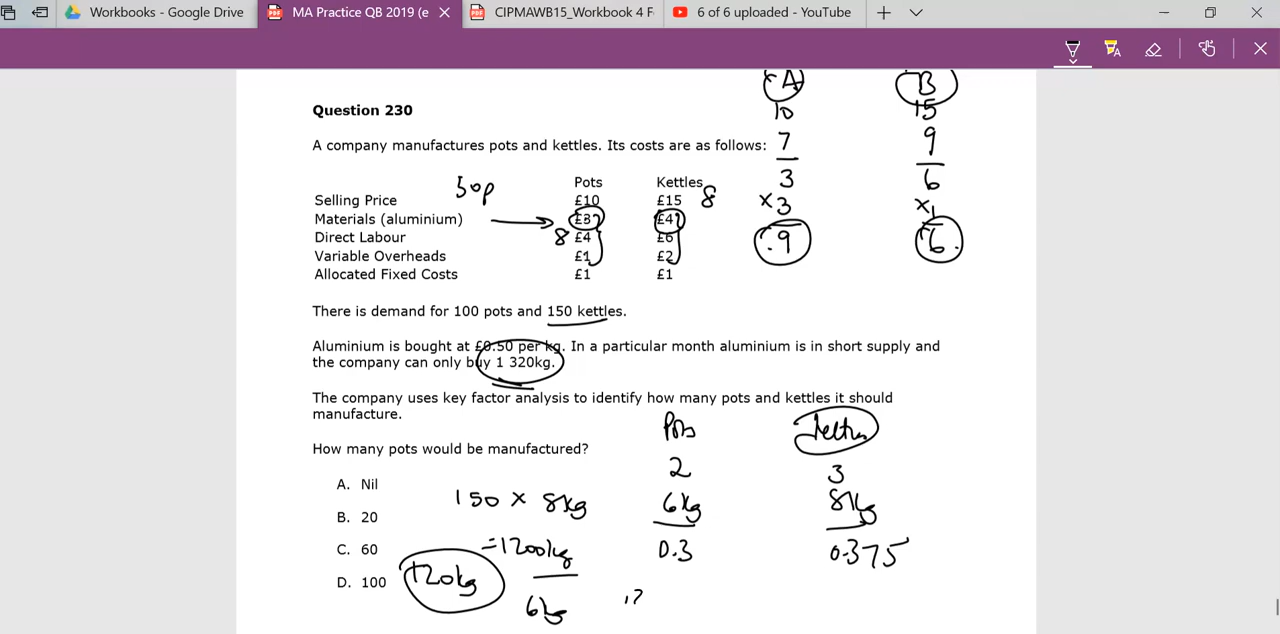 Workbooks - Google Drive
MA Practice QB 2019 (e
CIPMAWB15_Workbook 4 F
6 of 6 uploaded - YouTube
A B
10 15
Question 230
A company manufactures pots and kettles. Its costs are as follows: 7 9
3 6
50p Pots Kettles
Selling Price £10 £15 8 ×3 ×1
Materials (aluminium) £3 £4
Direct Labour 8 £4 £6 9 6
Variable Overheads £1 £2
Allocated Fixed Costs £1 £1
There is demand for 100 pots and 150 kettles.
Aluminium is bought at £0.50 per kg. In a particular month aluminium is in short supply and
the company can only buy 1 320kg.
The company uses key factor analysis to identify how many pots and kettles it should
manufacture.
Pots
How many pots would be manufactured?
2 3
A. Nil
150 × 8kg 6kg 8kg
B. 20
C. 60 =1200kg 0.3 0.375
D. 100 120kg
6kg